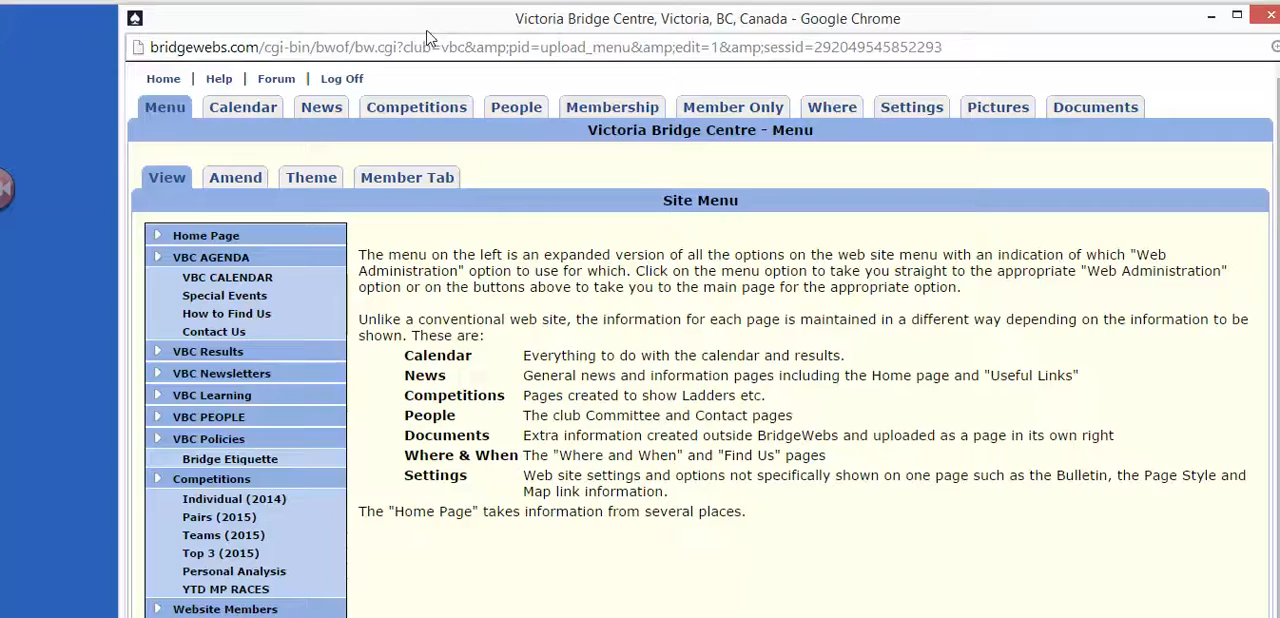 Victoria Bridge Centre, Victoria, BC, Canada - Google Chrome
bridgewebs.com/cgi-bin/bwof/bw.cgi?club=vbc&amp;pid=upload_menu&amp;edit=1&amp;sessid=292049545852293
Home | Help | Forum | Log Off
Menu Calendar News Competitions People Membership Member Only Where Settings Pictures Documents
Victoria Bridge Centre - Menu
View Amend Theme Member Tab
Site Menu
Home Page
VBC AGENDA
VBC CALENDAR
Special Events
How to Find Us
Contact Us
VBC Results
VBC Newsletters
VBC Learning
VBC PEOPLE
VBC Policies
Bridge Etiquette
Competitions
Individual (2014)
Pairs (2015)
Teams (2015)
Top 3 (2015)
Personal Analysis
YTD MP RACES
Website Members
The menu on the left is an expanded version of all the options on the web site menu with an indication of which "Web
Administration" option to use for which. Click on the menu option to take you straight to the appropriate "Web Administration"
option or on the buttons above to take you to the main page for the appropriate option.
Unlike a conventional web site, the information for each page is maintained in a different way depending on the information to be
shown. These are:
Calendar Everything to do with the calendar and results.
News General news and information pages including the Home page and "Useful Links"
Competitions Pages created to show Ladders etc.
People The club Committee and Contact pages
Documents Extra information created outside BridgeWebs and uploaded as a page in its own right
Where & When The "Where and When" and "Find Us" pages
Settings Web site settings and options not specifically shown on one page such as the Bulletin, the Page Style and
Map link information.
The "Home Page" takes information from several places.